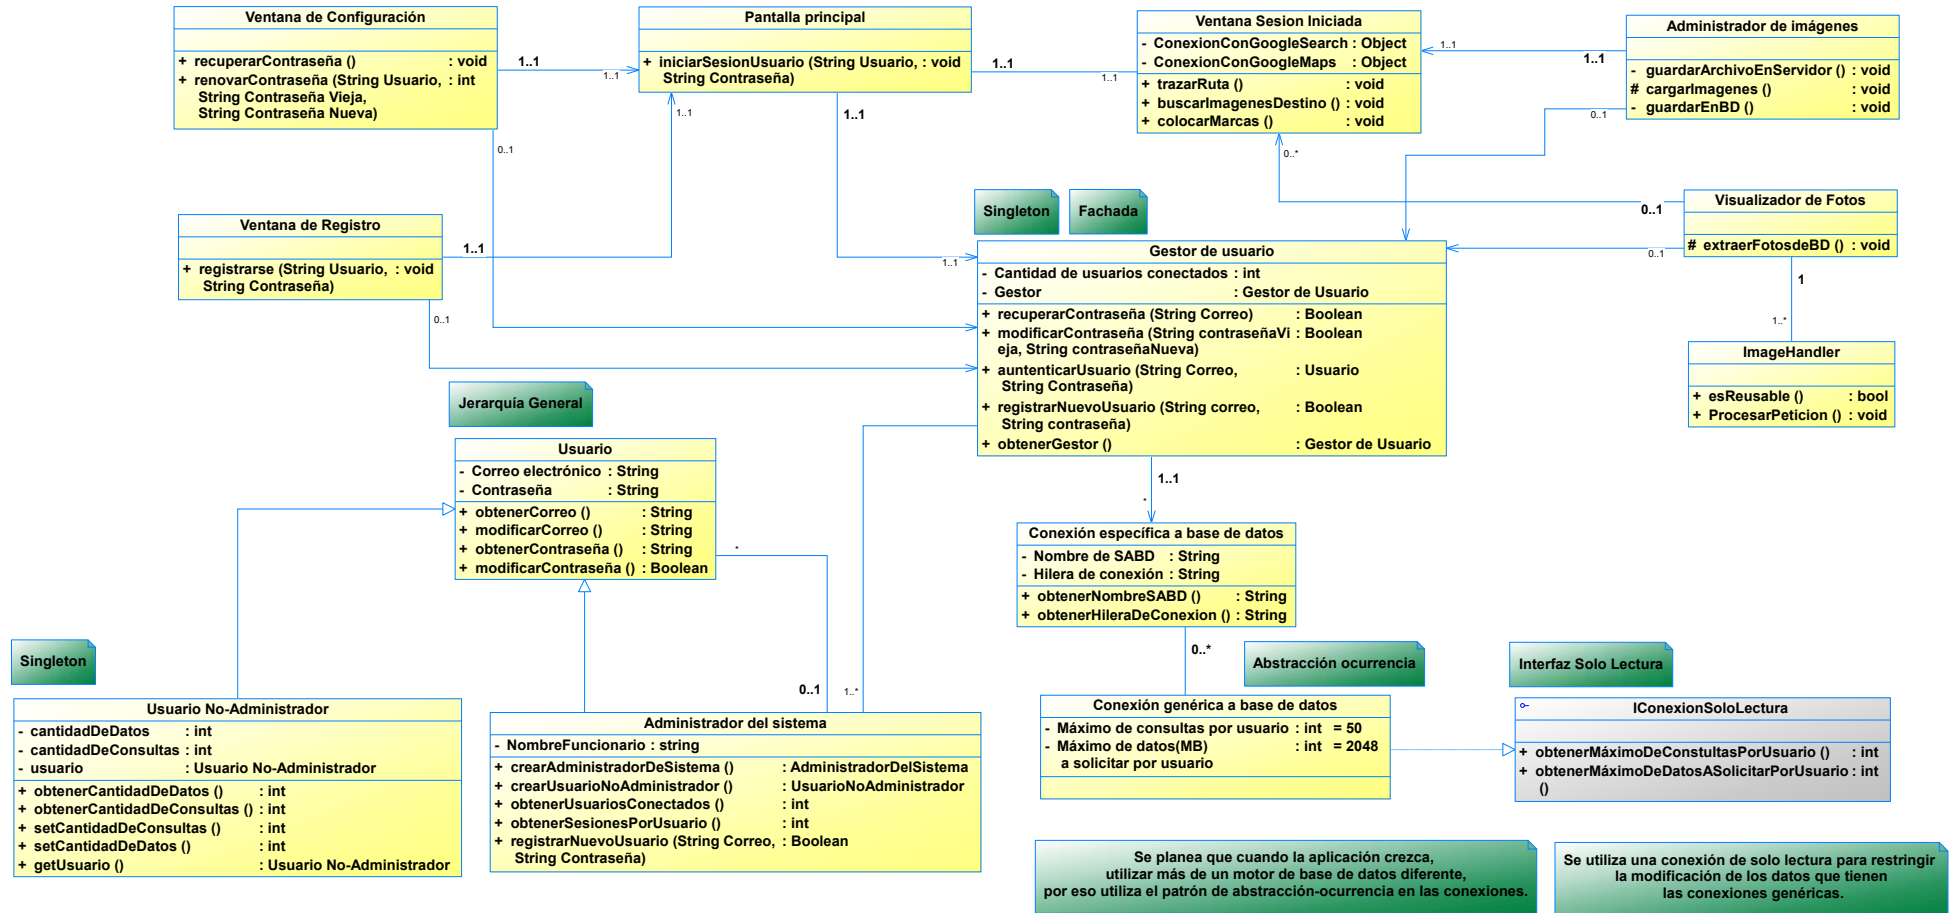 Ventana de Configuración
+ recuperarContraseña () : void
+ renovarContraseña (String Usuario, : int
String Contraseña Vieja,
String Contraseña Nueva)
1..1
1..1
0..1
Pantalla principal
+ iniciarSesionUsuario (String Usuario, : void
String Contraseña)
1..1
1..1
1..1
1..1
Ventana Sesion Iniciada
- ConexionConGoogleSearch : Object
- ConexionConGoogleMaps : Object
+ trazarRuta () : void
+ buscarImagenesDestino () : void
+ colocarMarcas () : void
1..1
1..1
0..1
0..*
Administrador de imágenes
- guardarArchivoEnServidor () : void
# cargarImagenes () : void
- guardarEnBD () : void
Ventana de Registro
+ registrarse (String Usuario, : void
String Contraseña)
1..1
0..1
Singleton
Fachada
0..1
0..1
Visualizador de Fotos
# extraerFotosdeBD () : void
1
1..*
ImageHandler
+ esReusable () : bool
+ ProcesarPeticion () : void
1..1
Gestor de usuario
- Cantidad de usuarios conectados : int
- Gestor : Gestor de Usuario
+ recuperarContraseña (String Correo) : Boolean
+ modificarContraseña (String contraseñaVi : Boolean
eja, String contraseñaNueva)
+ auntenticarUsuario (String Correo, : Usuario
String Contraseña)
+ registrarNuevoUsuario (String correo, : Boolean
String contraseña)
+ obtenerGestor () : Gestor de Usuario
1..1
*
Jerarquía General
Usuario
- Correo electrónico : String
- Contraseña : String
+ obtenerCorreo () : String
+ modificarCorreo () : String
+ obtenerContraseña () : String
+ modificarContraseña () : Boolean
*
0..1
1..*
Conexión específica a base de datos
- Nombre de SABD : String
- Hilera de conexión : String
+ obtenerNombreSABD () : String
+ obtenerHileraDeConexion () : String
0..*
Singleton
Abstracción ocurrencia
Interfaz Solo Lectura
Usuario No-Administrador
- cantidadDeDatos : int
- cantidadDeConsultas : int
- usuario : Usuario No-Administrador
+ obtenerCantidadDeDatos () : int
+ obtenerCantidadDeConsultas () : int
+ setCantidadDeConsultas () : int
+ setCantidadDeDatos () : int
+ getUsuario () : Usuario No-Administrador
Administrador del sistema
- NombreFuncionario : string
+ crearAdministradorDeSistema () : AdministradorDelSistema
+ crearUsuarioNoAdministrador () : UsuarioNoAdministrador
+ obtenerUsuariosConectados () : int
+ obtenerSesionesPorUsuario () : int
+ registrarNuevoUsuario (String Correo, : Boolean
String Contraseña)
Conexión genérica a base de datos
- Máximo de consultas por usuario : int = 50
- Máximo de datos(MB) : int = 2048
a solicitar por usuario
IConexionSoloLectura
+ obtenerMáximoDeConstultasPorUsuario () : int
+ obtenerMáximoDeDatosASolicitarPorUsuario : int
()
Se planea que cuando la aplicación crezca,
utilizar más de un motor de base de datos diferente,
por eso utiliza el patrón de abstracción-ocurrencia en las conexiones.
Se utiliza una conexión de solo lectura para restringir
la modificación de los datos que tienen
las conexiones genéricas.